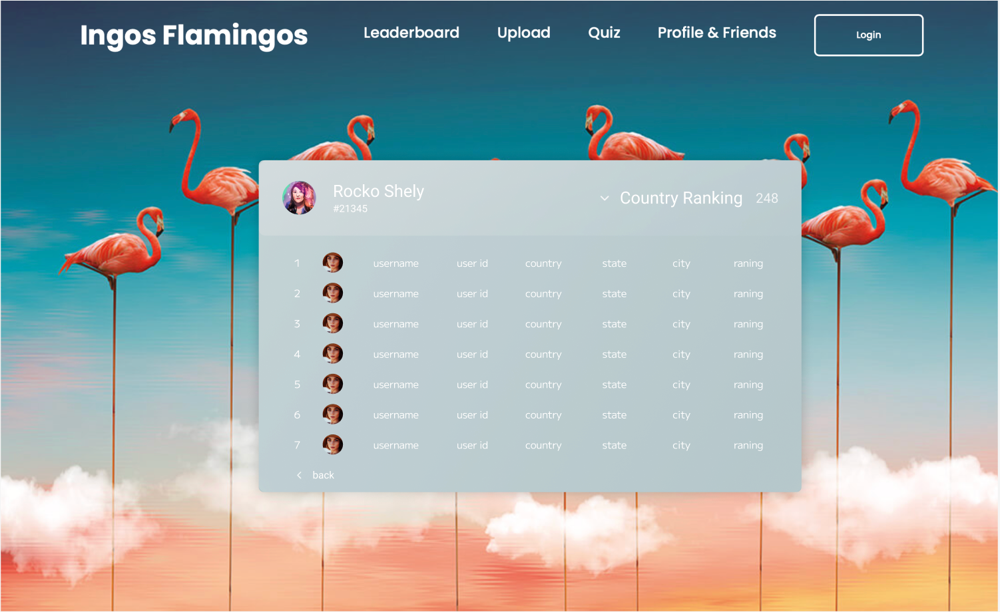 Ingos Flamingos Leaderboard Upload Quiz Profile & Friends Login
Rocko Shely
#21345
Country Ranking 248
1 username user id country state city raning
2 username user id country state city raning
3 username user id country state city raning
4 username user id country state city raning
5 username user id country state city raning
6 username user id country state city raning
7 username user id country state city raning
back